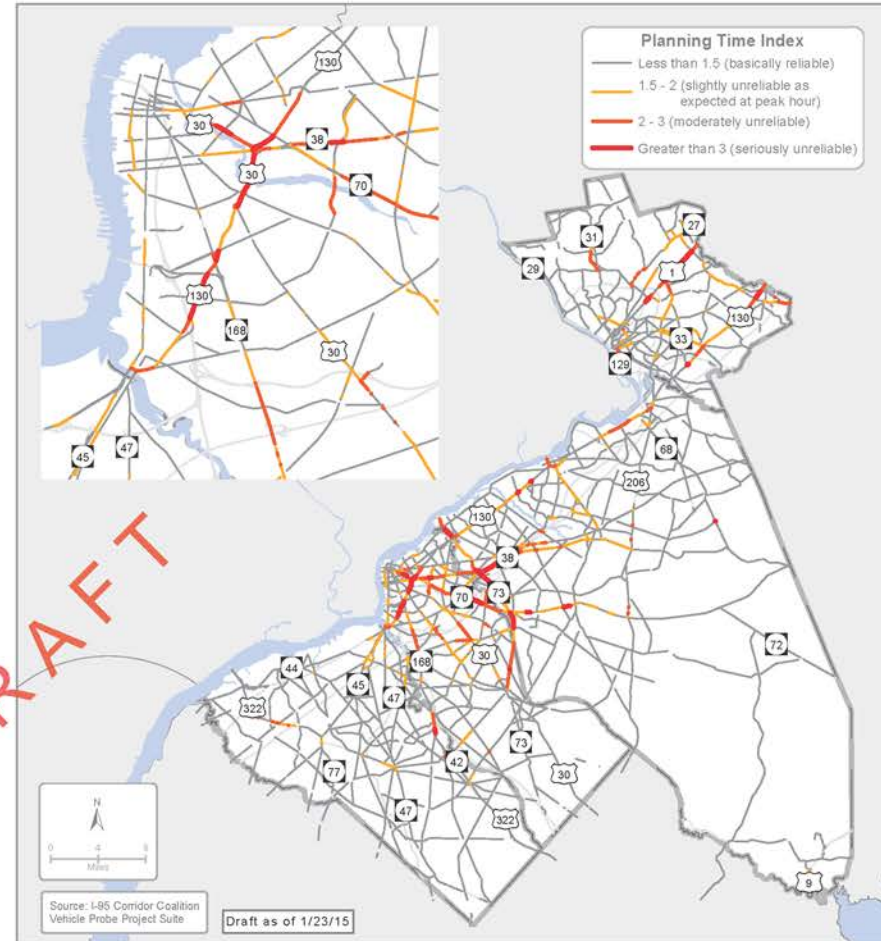 Planning Time Index
Less than 1.5 (basically reliable)
1.5 - 2 (slightly unreliable as
expected at peak hour)
2 - 3 (moderately unreliable)
Greater than 3 (seriously unreliable)
130
30
38
30
70
130
168
30
45
47
27
31
29
1
130
33
129
68
206
130
38
73
70
72
168
30
44
45
47
322
73
42
77
30
47
322
9
RAFT
N
0 4 8
Miles
Source: I-95 Corridor Coalition
Vehicle Probe Project Suite
Draft as of 1/23/15